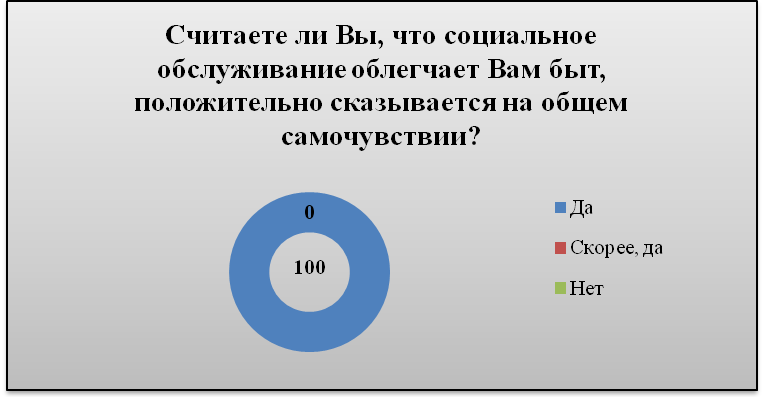 Считаете ли Вы, что социальное
обслуживание облегчает Вам быт,
положительно сказывается на общем
самочувствии?
0
100
Да
Скорее, да
Нет